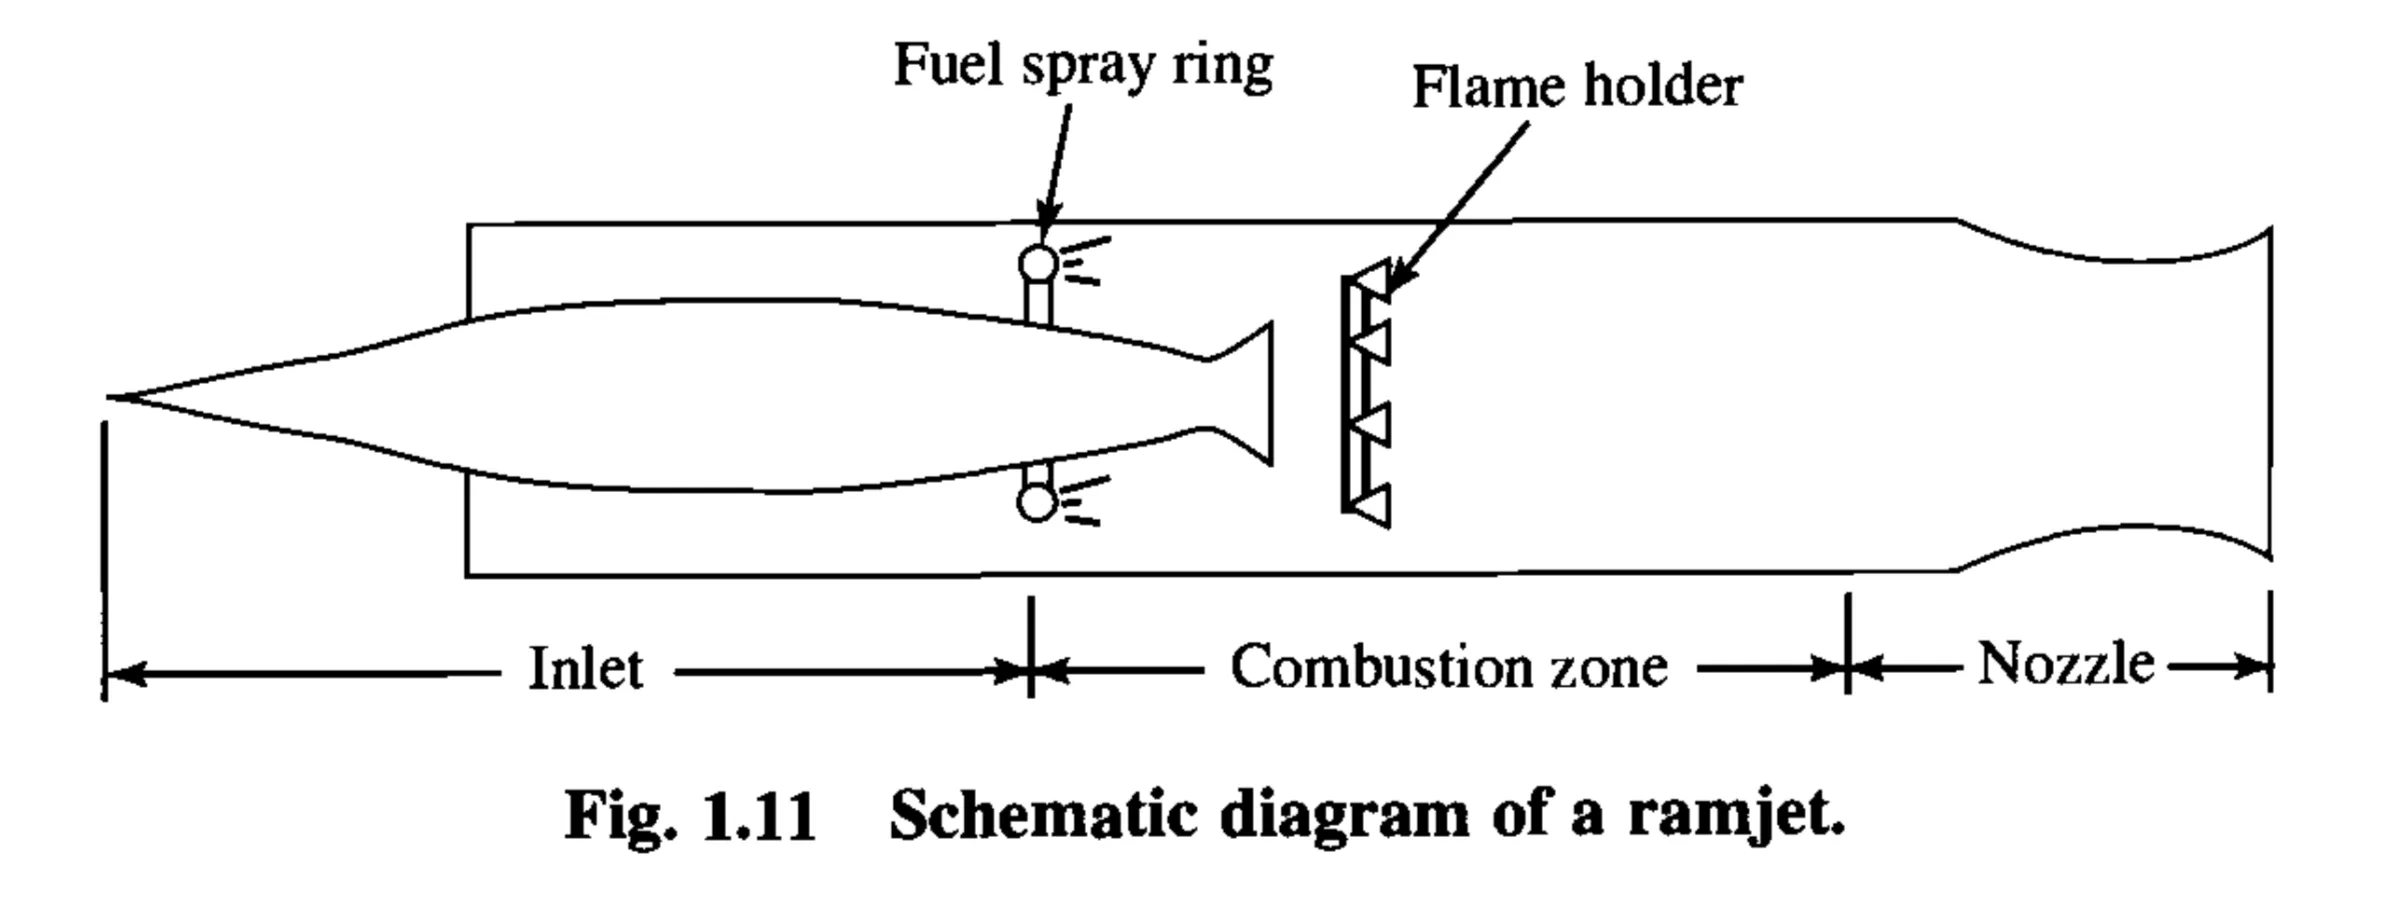 Fuel spray ring
Flame holder
Inlet
Combustion zone
Nozzle
Fig. 1.11 Schematic diagram of a ramjet.